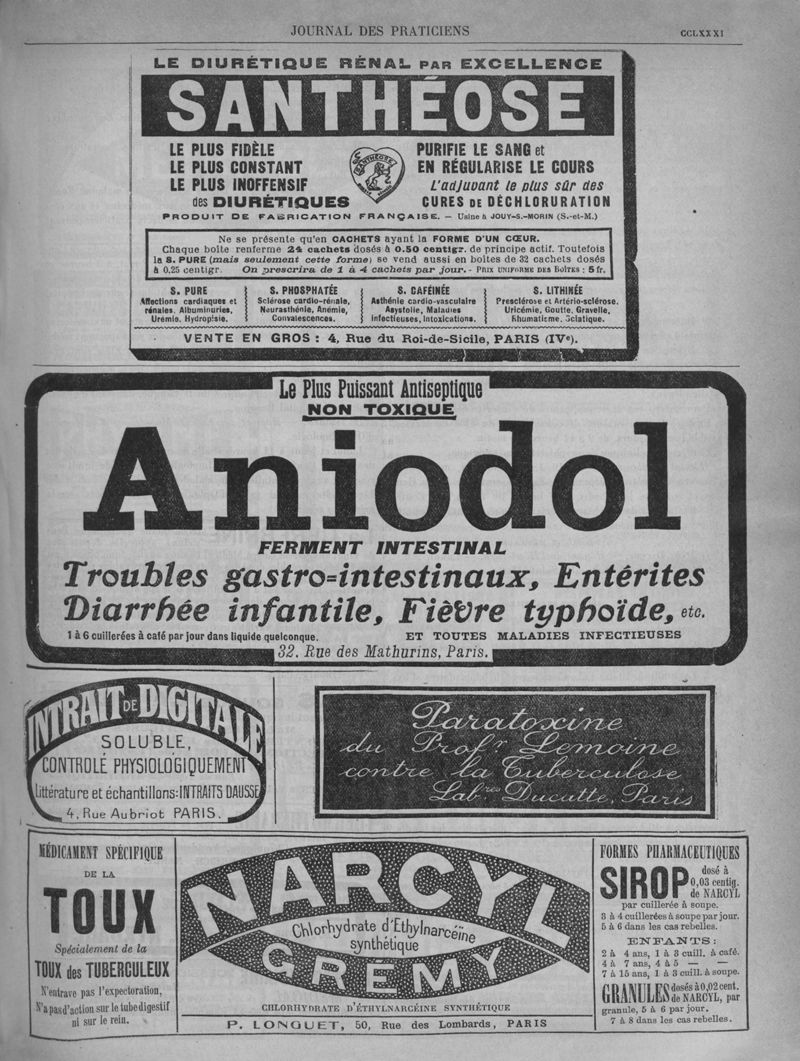 JOURNAL DES PRATICIENS
CCLXXXI
LE DIURÉTIQUE RÉNAL PAR EXCELLENCE
SANTHÉOSE
LE PLUS FIDÈLE
LE PLUS CONSTANT
LE PLUS INOFFENSIF
des DIURÉTIQUES
SANTHÉOSE
PURIFIE LE SANG et
EN RÉGULARISE LE COURS
L'adjuvant le plus sûr des
CURES DE DÉCHLORURATION
PRODUIT DE FABRICATION FRANÇAISE. — Usine à JOUY-S.-MORIN (S.-et-M.)
Ne se présente qu'en CACHETS ayant la FORME D'UN CŒUR.
Chaque boîte renferme 24 cachets dosés à 0.50 centigr. de principe actif. Toutefois
la S. PURE (mais seulement cette forme) se vend aussi en boîtes de 32 cachets dosés
à 0,25 centigr. On prescrira de 1 à 4 cachets par jour. - PRIX UNIFORME DES BOÎTES : 5 fr.
S. PURE
Affections cardiaques et
rénales. Albuminuries,
Urémie, Hydropisie.
S. PHOSPHATÉE
Sclérose cardio-rénale,
Neurasthénie, Anémie,
Convalescences.
S. CAFÉINÉE
Asthénie cardio-vasculaire
Asystolie, Maladies
infectieuses, Intoxications.
S. LITHINÉE
Presclérose et Artério-sclérose.
Uricémie, Goutte, Gravelle,
Rhumatisme, Sciatique.
VENTE EN GROS : 4, Rue du Roi-de-Sicile, PARIS (IVe).
Le Plus Puissant Antiseptique
NON TOXIQUE
Aniodol
FERMENT INTESTINAL
Troubles gastro=intestinaux, Entérites
Diarrhée infantile, Fièvre typhoïde, etc.
1 à 6 cuillerées à café par jour dans liquide quelconque.
ET TOUTES MALADIES INFECTIEUSES
32, Rue des Mathurins, Paris.
INTRAIT DE DIGITALE
SOLUBLE,
CONTRÔLÉ PHYSIOLOGIQUEMENT
Littérature et échantillons: INTRAITS DAUSSE
4, Rue Aubriot PARIS.
Paratoxine
du Profr Lemoine
contre la Tuberculose
Labres Ducatte, Paris
MÉDICAMENT SPÉCIFIQUE
DE LA
TOUX
Spécialement de la
TOUX des TUBERCULEUX
N'entrave pas l'expectoration,
N'a pas d'action sur le tube digestif
ni sur le rein.
NARCYL
Chlorhydrate d'Ethylnarcéine
synthétique
GREMY
CHLORHYDRATE D'ÉTHYLNARCÉINE SYNTHÉTIQUE
P. LONGUET, 50, Rue des Lombards, PARIS
FORMES PHARMACEUTIQUES
SIROP dosé à
0,03 centig.
de NARCYL
par cuillerée à soupe.
3 à 4 cuillerées à soupe par jour.
5 à 6 dans les cas rebelles.
ENFANTS :
2 à 4 ans, 1 à 3 cuill. à café.
4 à 7 ans, 4 à 5 — —
7 à 15 ans, 1 à 3 cuill. à soupe.
GRANULES dosés à 0,02 cent.
de NARCYL, par
granule, 5 à 6 par jour.
7 à 8 dans les cas rebelles.